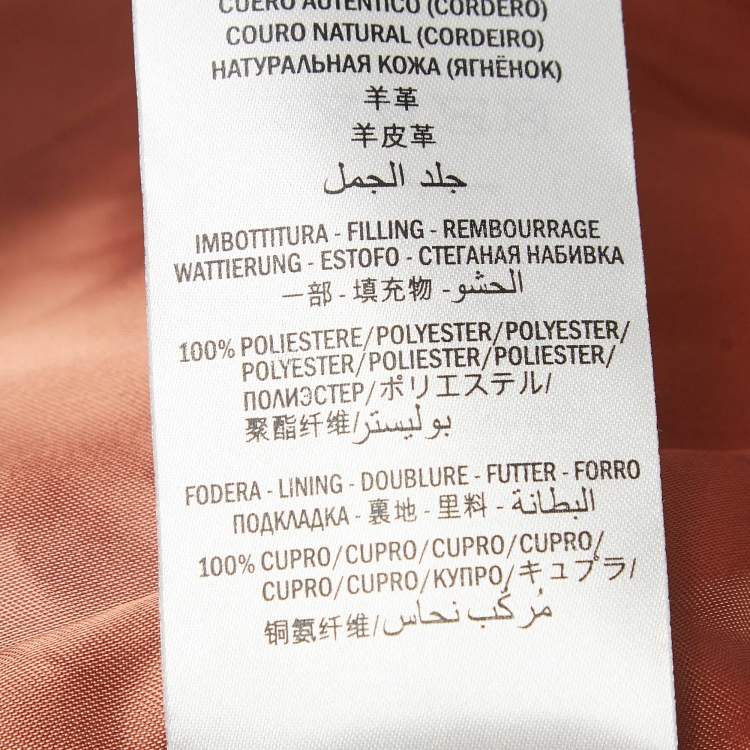 CUERO AUTENTICO (CORDERO)
COURO NATURAL (CORDEIRO)
НАТУРАЛЬНАЯ КОЖА (ЯГНЁНОК)
羊革
羊皮革
جلد الجمل
IMBOTTITURA - FILLING - REMBOURRAGE
WATTIERUNG - ESTOFO - СТЕГАНАЯ НАБИВКА
一部 - 填充物 - الحشو
100% POLIESTERE/POLYESTER/POLYESTER/
POLYESTER/POLIESTER/POLIESTER/
ПОЛИЭСТЕР/ポリエステル/
聚酯纤维/بوليستر
FODERA - LINING - DOUBLURE - FUTTER - FORRO
ПОДКЛАДКА - 裏地 - 里料 - البطانة
100% CUPRO/CUPRO/CUPRO/CUPRO/
CUPRO/CUPRO/КУПРО/キュプラ/
铜氨纤维/مُركب نحاس